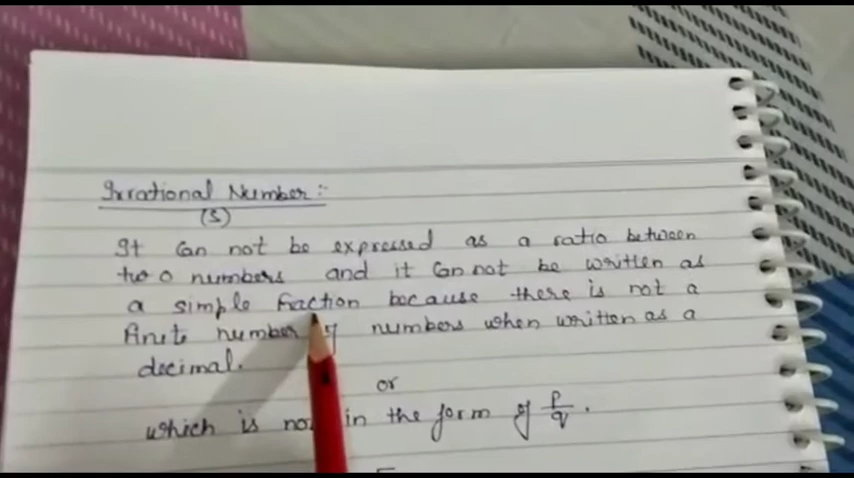 Irrational Number :-
(S)
It can not be expressed as a ratio between
two numbers and it can not be written as
a simple fraction because there is not a
finite number of numbers when written as a
decimal.
or
which is not in the form of p/q.